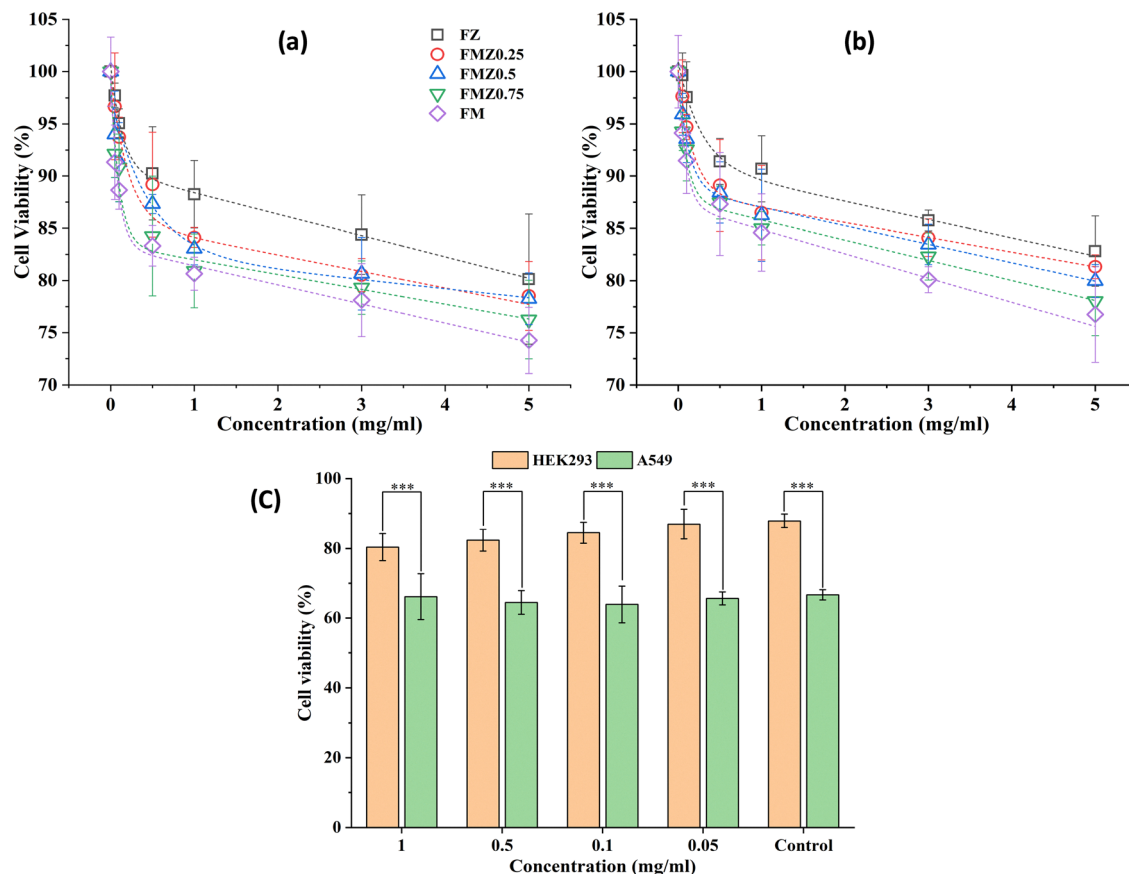 (a)
FZ
FMZ0.25
FMZ0.5
FMZ0.75
FM
105
100
95
90
85
80
75
70
Cell Viability (%)
0 1 2 3 4 5
Concentration (mg/ml)
(b)
105
100
95
90
85
80
75
70
Cell Viability (%)
0 1 2 3 4 5
Concentration (mg/ml)
HEK293 A549
(C)
*** *** *** *** ***
100
80
60
40
20
0
Cell viability (%)
1 0.5 0.1 0.05 Control
Concentration (mg/ml)